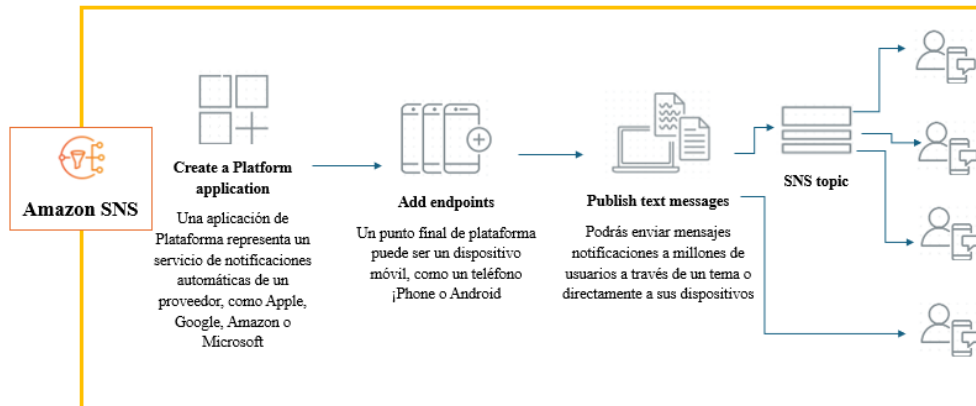 Amazon SNS
Create a Platform
application
Una aplicación de
Plataforma representa un
servicio de notificaciones
automáticas de un
proveedor, como Apple,
Google, Amazon o
Microsoft
Add endpoints
Un punto final de plataforma
puede ser un dispositivo
móvil, como un teléfono
¡Phone o Android
Publish text messages
Podrás enviar mensajes
notificaciones a millones de
usuarios a través de un tema o
directamente a sus dispositivos
SNS topic